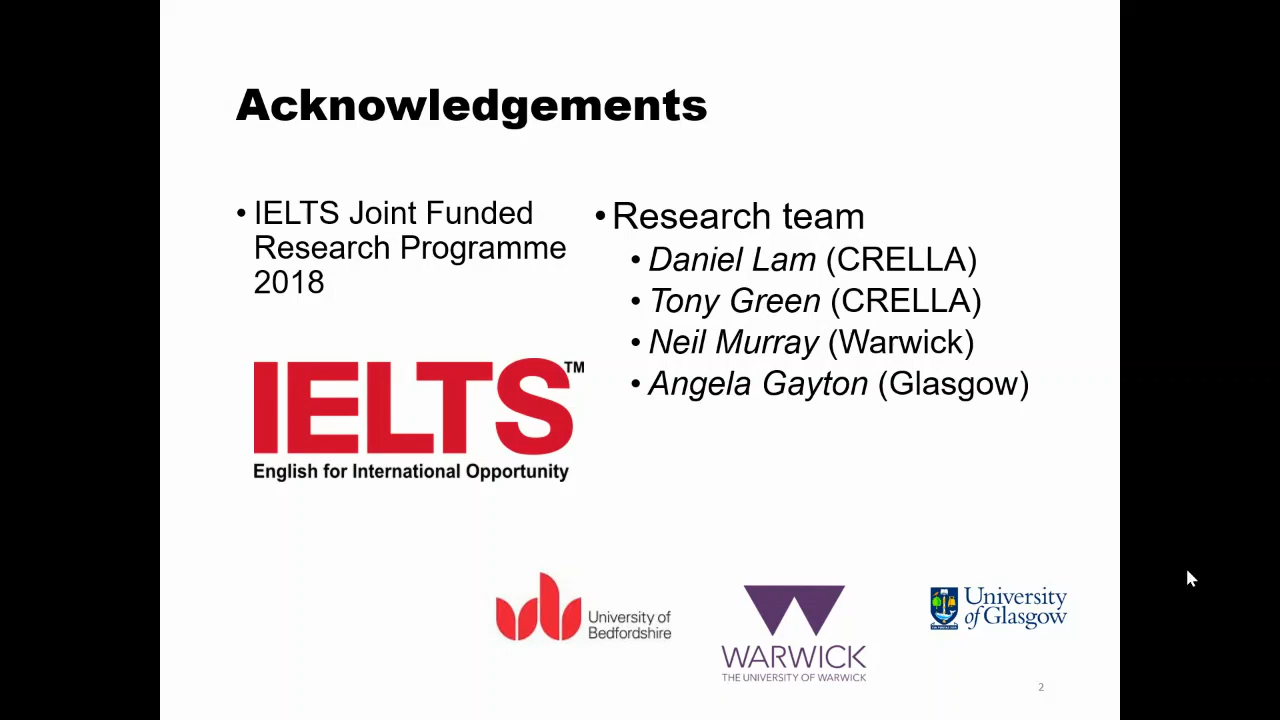 Acknowledgements
• IELTS Joint Funded
Research Programme
2018
• Research team
• Daniel Lam (CRELLA)
• Tony Green (CRELLA)
• Neil Murray (Warwick)
• Angela Gayton (Glasgow)
IELTS™
English for International Opportunity
University of
Bedfordshire
WARWICK
THE UNIVERSITY OF WARWICK
University
of Glasgow
2